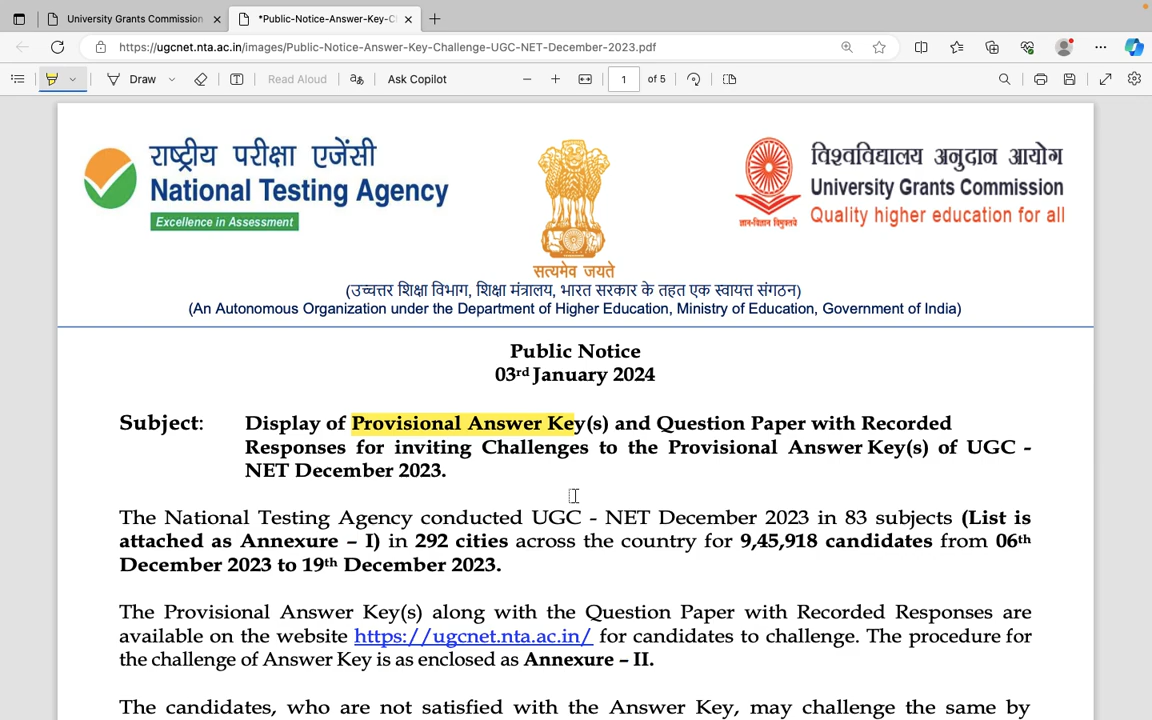 University Grants Commission
*Public-Notice-Answer-Key-C
https://ugcnet.nta.ac.in/images/Public-Notice-Answer-Key-Challenge-UGC-NET-December-2023.pdf
Draw
Read Aloud
Ask Copilot
1 of 5
राष्ट्रीय परीक्षा एजेंसी
National Testing Agency
Excellence in Assessment
सत्यमेव जयते
विश्वविद्यालय अनुदान आयोग
University Grants Commission
Quality higher education for all
ज्ञान-विज्ञान विमुक्तये
(उच्चत्तर शिक्षा विभाग, शिक्षा मंत्रालय, भारत सरकार के तहत एक स्वायत्त संगठन)
(An Autonomous Organization under the Department of Higher Education, Ministry of Education, Government of India)
Public Notice
03rd January 2024
Subject: Display of Provisional Answer Key(s) and Question Paper with Recorded
Responses for inviting Challenges to the Provisional Answer Key(s) of UGC -
NET December 2023.
The National Testing Agency conducted UGC - NET December 2023 in 83 subjects (List is
attached as Annexure – I) in 292 cities across the country for 9,45,918 candidates from 06th
December 2023 to 19th December 2023.
The Provisional Answer Key(s) along with the Question Paper with Recorded Responses are
available on the website https://ugcnet.nta.ac.in/ for candidates to challenge. The procedure for
the challenge of Answer Key is as enclosed as Annexure – II.
The candidates, who are not satisfied with the Answer Key, may challenge the same by